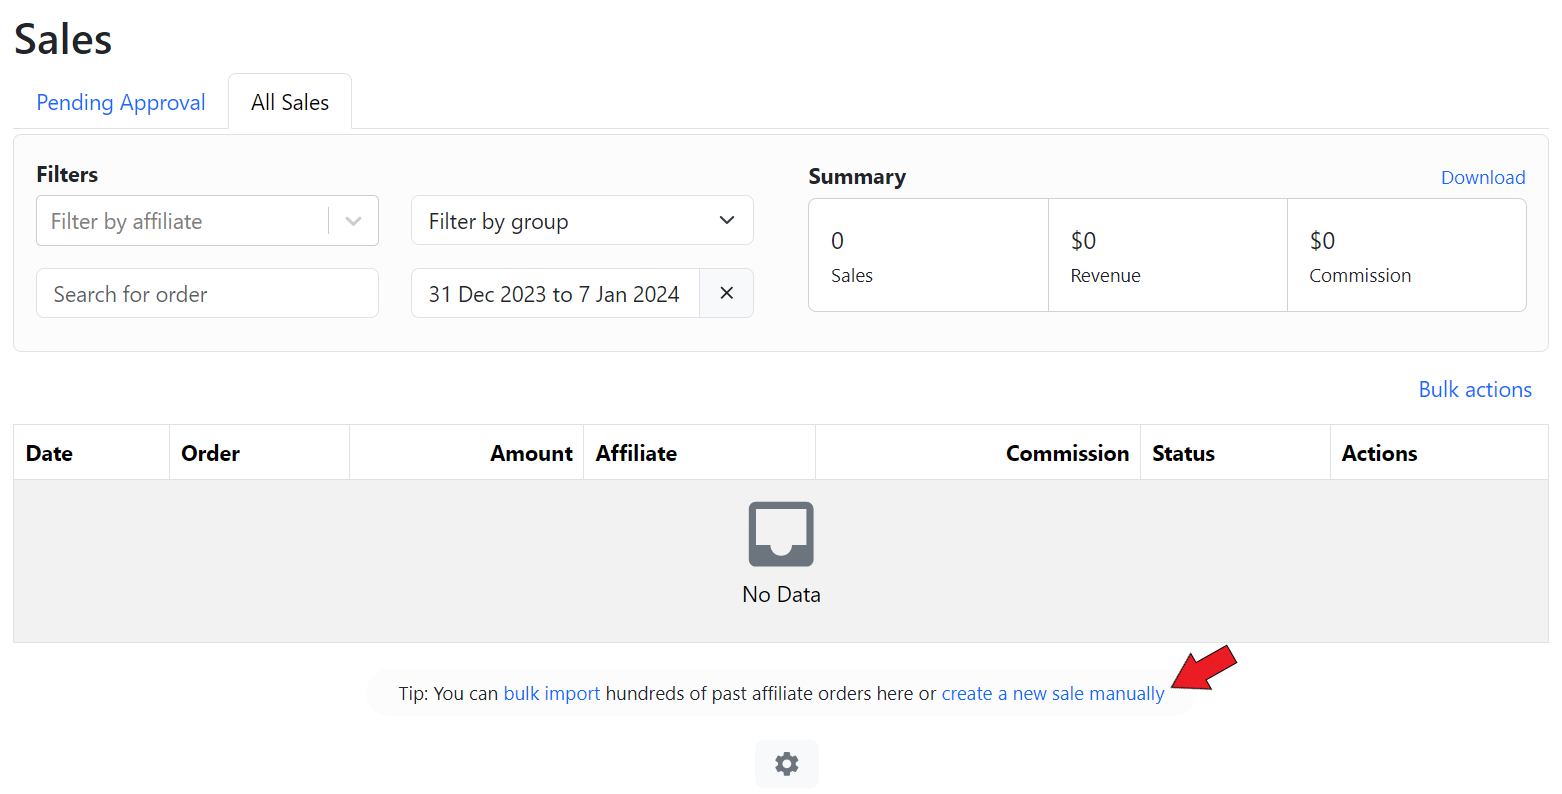 Sales
Pending Approval
All Sales
Filters
Filter by affiliate
Filter by group
Search for order
31 Dec 2023 to 7 Jan 2024
Summary
Download
0
Sales
$0
Revenue
$0
Commission
Bulk actions
Date Order Amount Affiliate Commission Status Actions
No Data
Tip: You can bulk import hundreds of past affiliate orders here or create a new sale manually